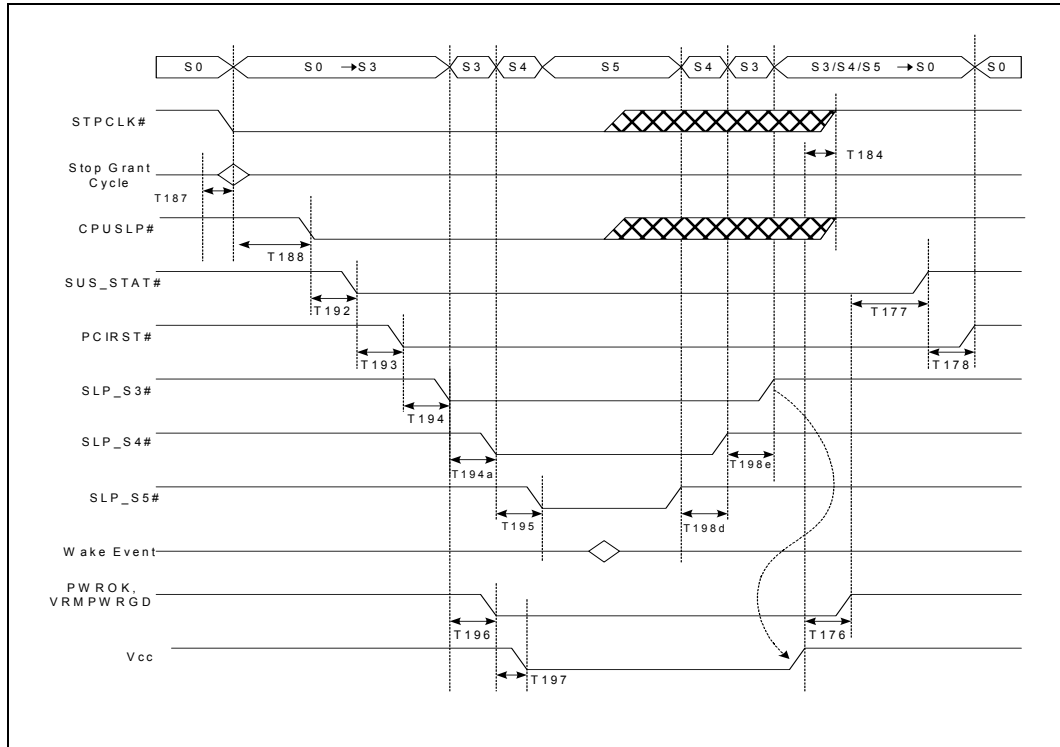 S0 S0 →S3 S3 S4 S5 S4 S3 S3/S4/S5 →S0 S0
STPCLK#
T184
Stop Grant
Cycle
T187
CPUSLP#
T188
SUS_STAT#
T192
T177
PCIRST#
T193
T178
SLP_S3#
T194
SLP_S4#
T194a
T198e
SLP_S5#
T195
T198d
Wake Event
PWROK,
VRMPWRGD
T196
T176
Vcc
T197